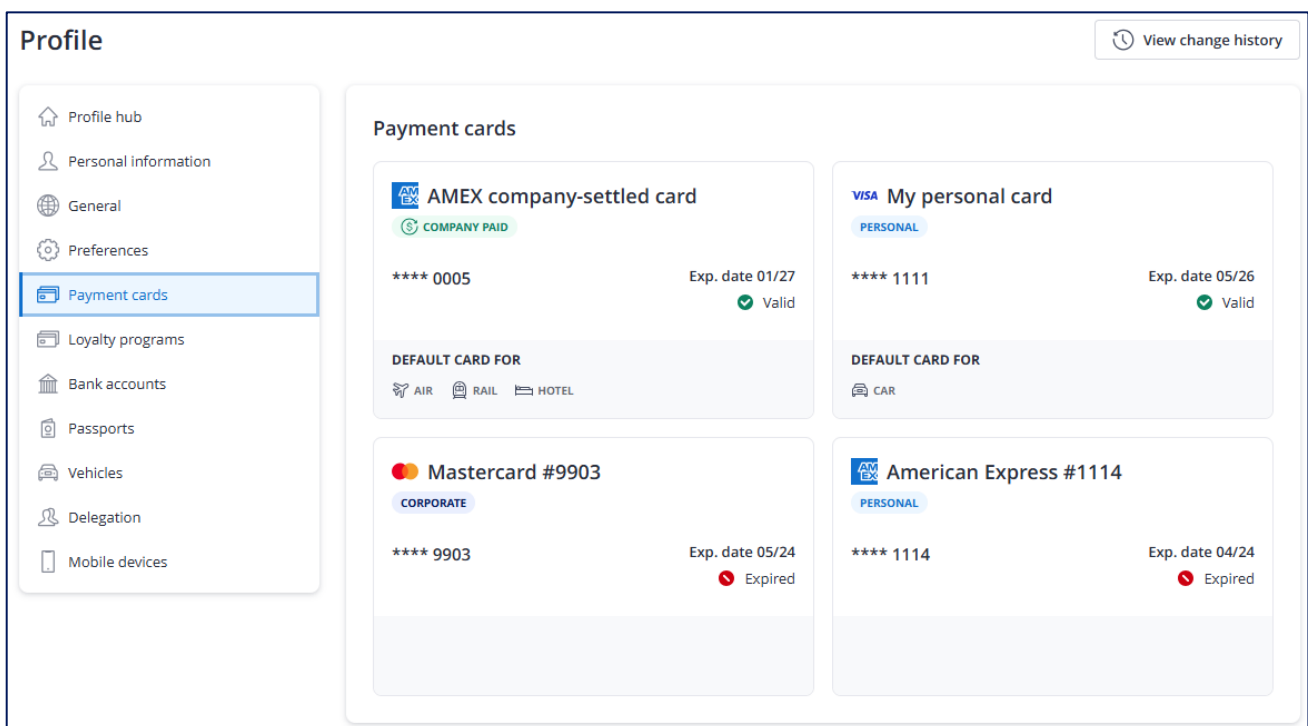 Profile
View change history
Profile hub
Personal information
General
Preferences
Payment cards
Loyalty programs
Bank accounts
Passports
Vehicles
Delegation
Mobile devices
Payment cards
AMEX AMEX company-settled card
COMPANY PAID
**** 0005 Exp. date 01/27
Valid
DEFAULT CARD FOR
AIR RAIL HOTEL
VISA My personal card
PERSONAL
**** 1111 Exp. date 05/26
Valid
DEFAULT CARD FOR
CAR
Mastercard #9903
CORPORATE
**** 9903 Exp. date 05/24
Expired
AMEX American Express #1114
PERSONAL
**** 1114 Exp. date 04/24
Expired